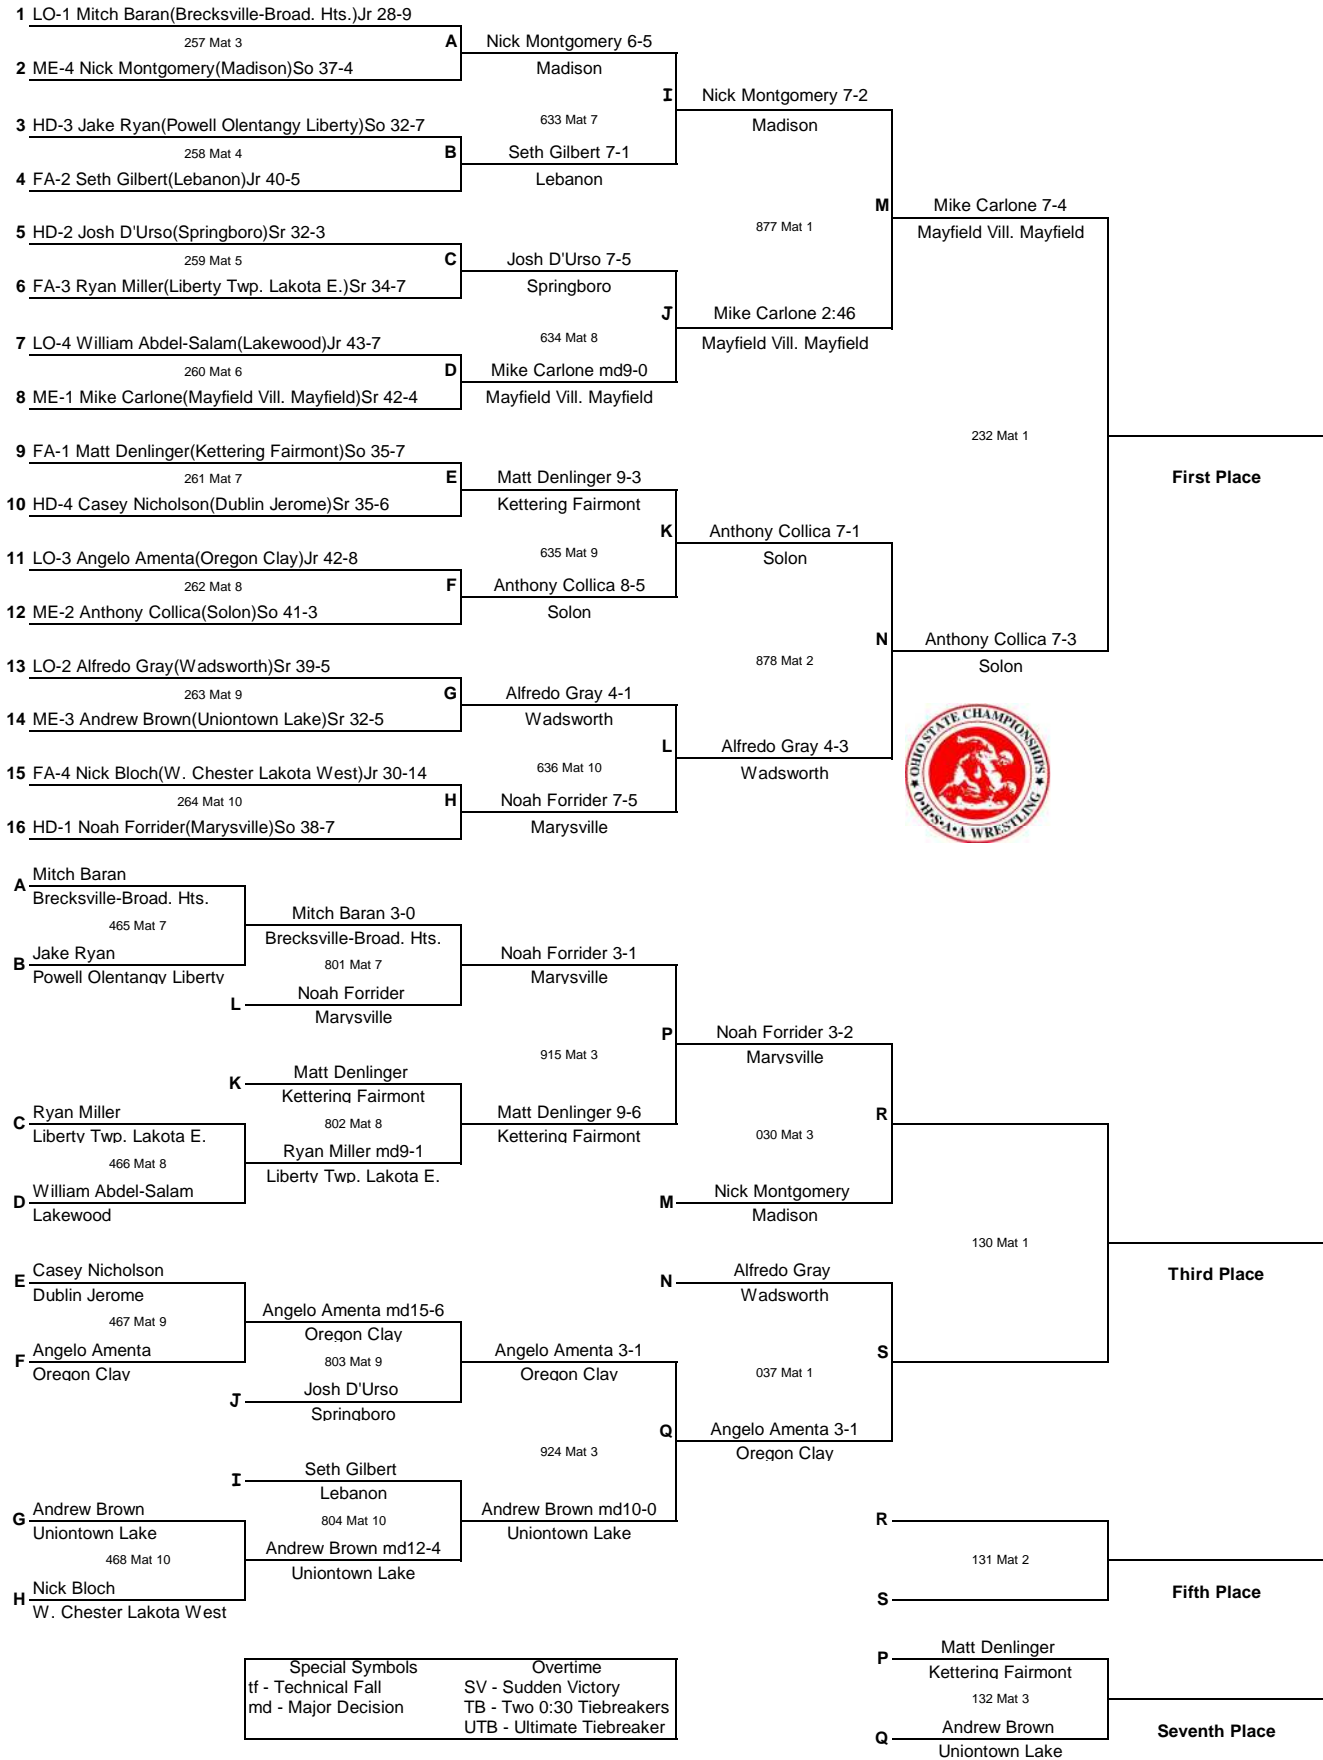 1 LO-1 Mitch Baran(Brecksville-Broad. Hts.)Jr 28-9
257 Mat 3
A
2 ME-4 Nick Montgomery(Madison)So 37-4
Nick Montgomery 6-5
Madison
I
633 Mat 7
3 HD-3 Jake Ryan(Powell Olentangy Liberty)So 32-7
258 Mat 4
B
4 FA-2 Seth Gilbert(Lebanon)Jr 40-5
Seth Gilbert 7-1
Lebanon
Nick Montgomery 7-2
Madison
M
877 Mat 1
5 HD-2 Josh D'Urso(Springboro)Sr 32-3
259 Mat 5
C
6 FA-3 Ryan Miller(Liberty Twp. Lakota E.)Sr 34-7
Josh D'Urso 7-5
Springboro
J
634 Mat 8
7 LO-4 William Abdel-Salam(Lakewood)Jr 43-7
260 Mat 6
D
8 ME-1 Mike Carlone(Mayfield Vill. Mayfield)Sr 42-4
Mike Carlone md9-0
Mayfield Vill. Mayfield
Mike Carlone 2:46
Mayfield Vill. Mayfield
Mike Carlone 7-4
Mayfield Vill. Mayfield
232 Mat 1
First Place
9 FA-1 Matt Denlinger(Kettering Fairmont)So 35-7
261 Mat 7
E
10 HD-4 Casey Nicholson(Dublin Jerome)Sr 35-6
Matt Denlinger 9-3
Kettering Fairmont
K
635 Mat 9
11 LO-3 Angelo Amenta(Oregon Clay)Jr 42-8
262 Mat 8
F
12 ME-2 Anthony Collica(Solon)So 41-3
Anthony Collica 8-5
Solon
Anthony Collica 7-1
Solon
N
878 Mat 2
13 LO-2 Alfredo Gray(Wadsworth)Sr 39-5
263 Mat 9
G
14 ME-3 Andrew Brown(Uniontown Lake)Sr 32-5
Alfredo Gray 4-1
Wadsworth
L
636 Mat 10
15 FA-4 Nick Bloch(W. Chester Lakota West)Jr 30-14
264 Mat 10
H
16 HD-1 Noah Forrider(Marysville)So 38-7
Noah Forrider 7-5
Marysville
Alfredo Gray 4-3
Wadsworth
Anthony Collica 7-3
Solon
OHIO STATE CHAMPIONSHIPS
O•H•S•A•A WRESTLING
A Mitch Baran
Brecksville-Broad. Hts.
465 Mat 7
B Jake Ryan
Powell Olentangy Liberty
Mitch Baran 3-0
Brecksville-Broad. Hts.
801 Mat 7
L Noah Forrider
Marysville
Noah Forrider 3-1
Marysville
P
915 Mat 3
K Matt Denlinger
Kettering Fairmont
802 Mat 8
C Ryan Miller
Liberty Twp. Lakota E.
466 Mat 8
D William Abdel-Salam
Lakewood
Ryan Miller md9-1
Liberty Twp. Lakota E.
Matt Denlinger 9-6
Kettering Fairmont
Noah Forrider 3-2
Marysville
R
030 Mat 3
M Nick Montgomery
Madison
130 Mat 1
Third Place
E Casey Nicholson
Dublin Jerome
467 Mat 9
F Angelo Amenta
Oregon Clay
Angelo Amenta md15-6
Oregon Clay
803 Mat 9
J Josh D'Urso
Springboro
Angelo Amenta 3-1
Oregon Clay
Q
924 Mat 3
I Seth Gilbert
Lebanon
804 Mat 10
G Andrew Brown
Uniontown Lake
468 Mat 10
H Nick Bloch
W. Chester Lakota West
Andrew Brown md12-4
Uniontown Lake
Andrew Brown md10-0
Uniontown Lake
N Alfredo Gray
Wadsworth
S
037 Mat 1
Angelo Amenta 3-1
Oregon Clay
R
131 Mat 2
S
Fifth Place
P Matt Denlinger
Kettering Fairmont
132 Mat 3
Q Andrew Brown
Uniontown Lake
Seventh Place
Special Symbols
tf - Technical Fall
md - Major Decision
Overtime
SV - Sudden Victory
TB - Two 0:30 Tiebreakers
UTB - Ultimate Tiebreaker